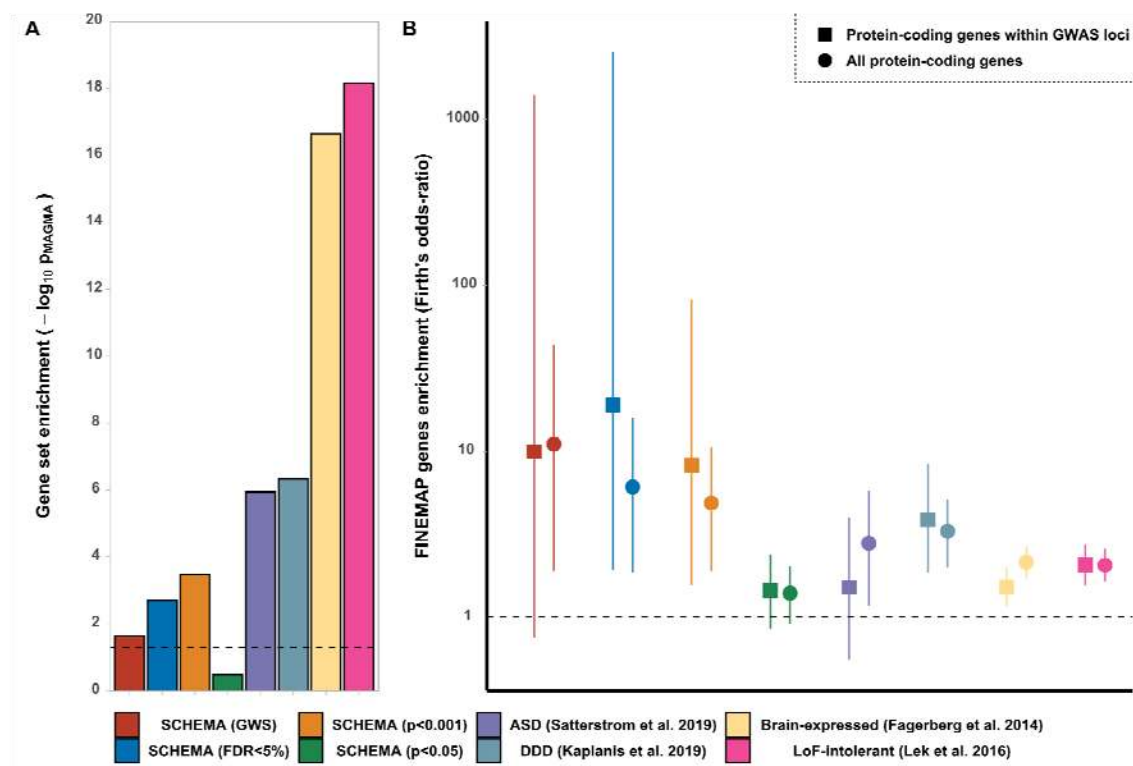 A
Gene set enrichment ( − log₁₀ pMAGMA)
20
18
16
14
12
10
8
6
4
2
0
B
FINEMAP genes enrichment (Firth's odds-ratio)
1000
100
10
1
Protein-coding genes within GWAS loci
All protein-coding genes
SCHEMA (GWS)
SCHEMA (p<0.001)
ASD (Satterstrom et al. 2019)
Brain-expressed (Fagerberg et al. 2014)
SCHEMA (FDR<5%)
SCHEMA (p<0.05)
DDD (Kaplanis et al. 2019)
LoF-Intolerant (Lek et al. 2016)